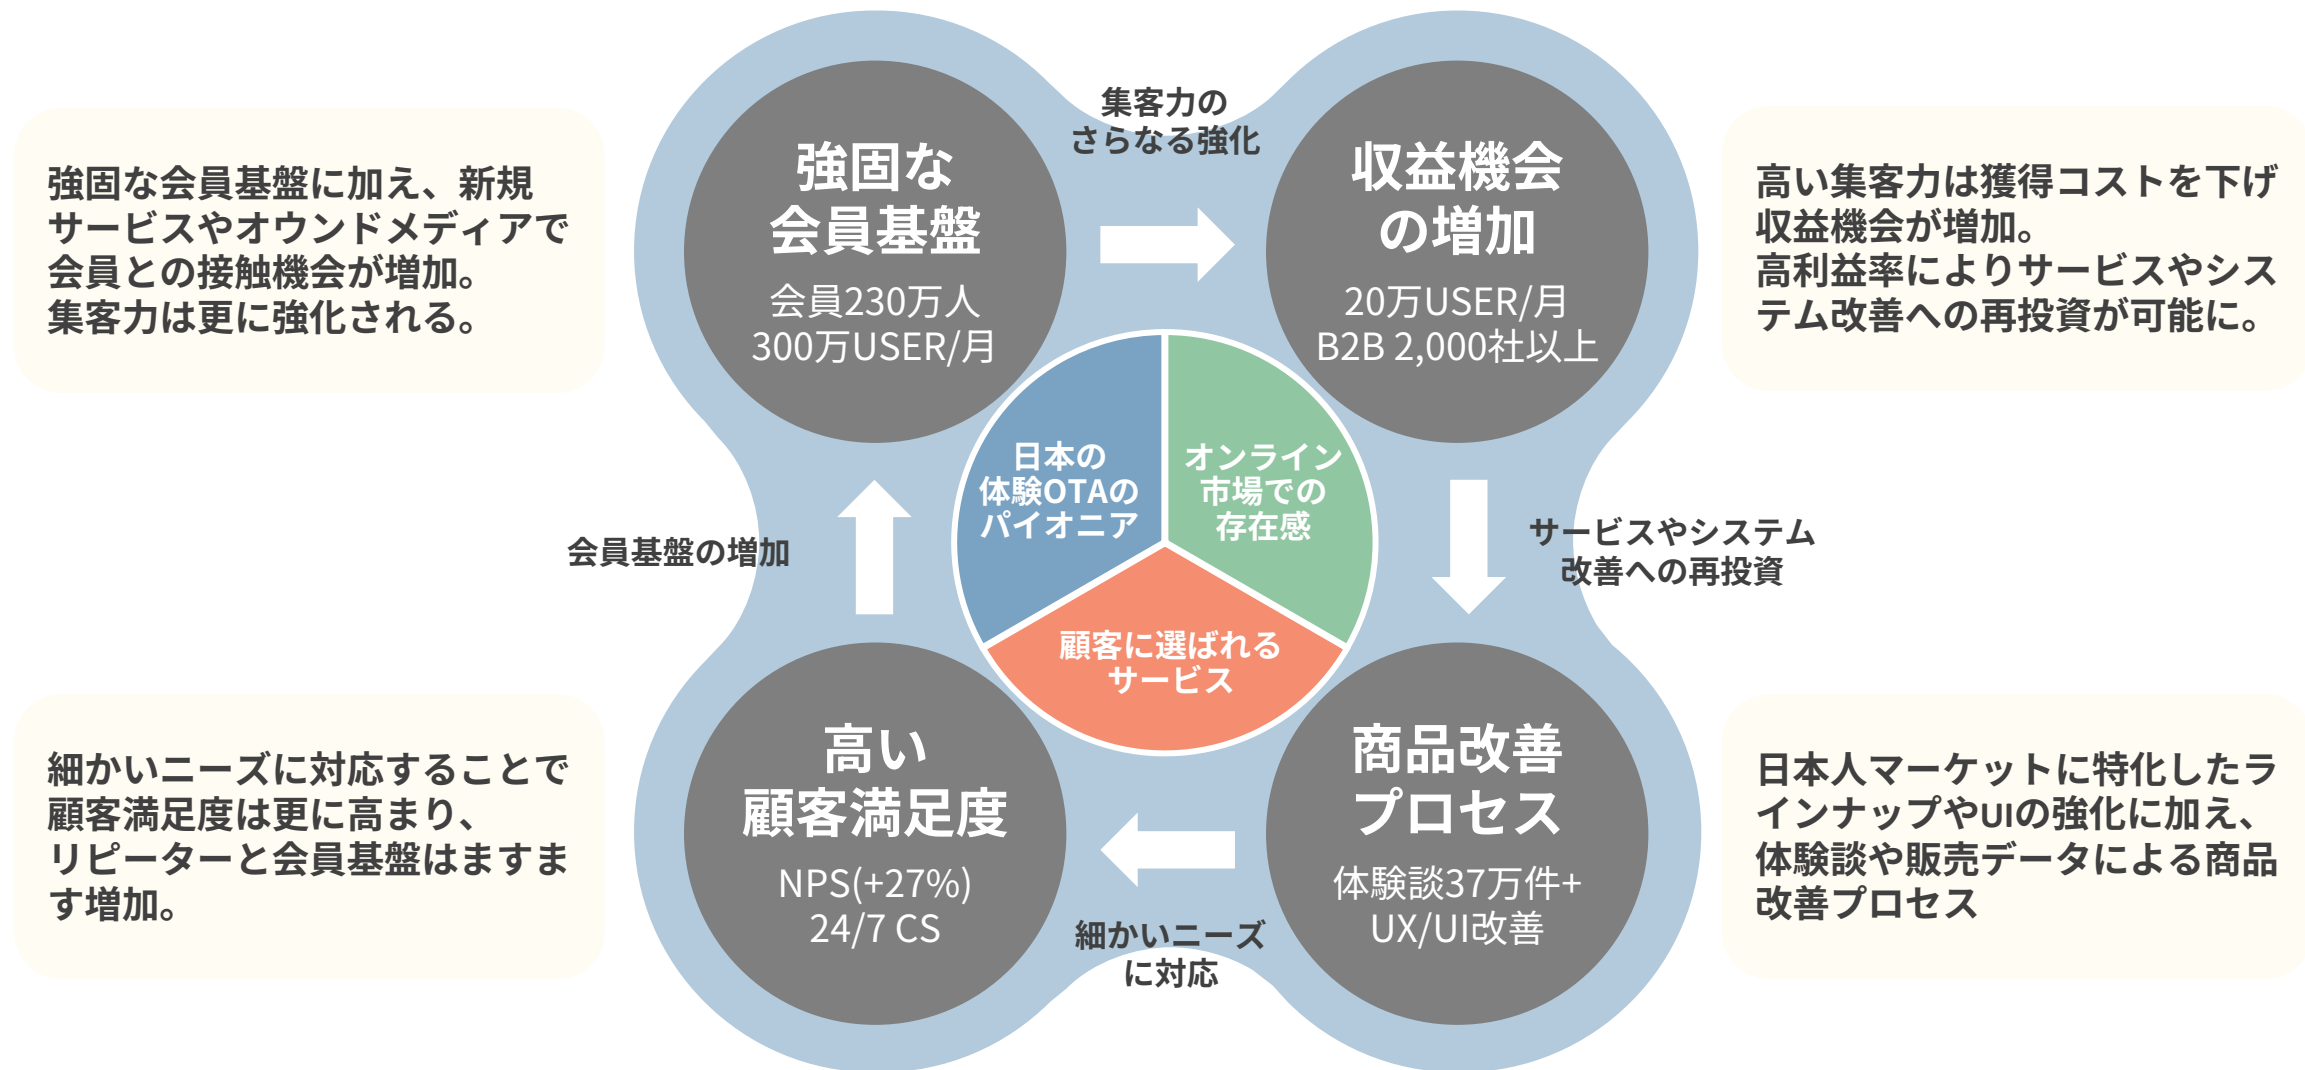 強固な会員基盤に加え、新規
サービスやオウンドメディアで
会員との接触機会が増加。
集客力は更に強化される。
強固な
会員基盤
会員230万人
300万USER/月
集客力の
さらなる強化
収益機会
の増加
20万USER/月
B2B 2,000社以上
高い集客力は獲得コストを下げ
収益機会が増加。
高利益率によりサービスやシス
テム改善への再投資が可能に。
会員基盤の増加
日本の
体験OTAの
パイオニア
オンライン
市場での
存在感
顧客に選ばれる
サービス
サービスやシステム
改善への再投資
細かいニーズに対応することで
顧客満足度は更に高まり、
リピーターと会員基盤はますま
す増加。
高い
顧客満足度
NPS(+27%)
24/7 CS
細かいニーズ
に対応
商品改善
プロセス
体験談37万件+
UX/UI改善
日本人マーケットに特化したラ
インナップやUIの強化に加え、
体験談や販売データによる商品
改善プロセス